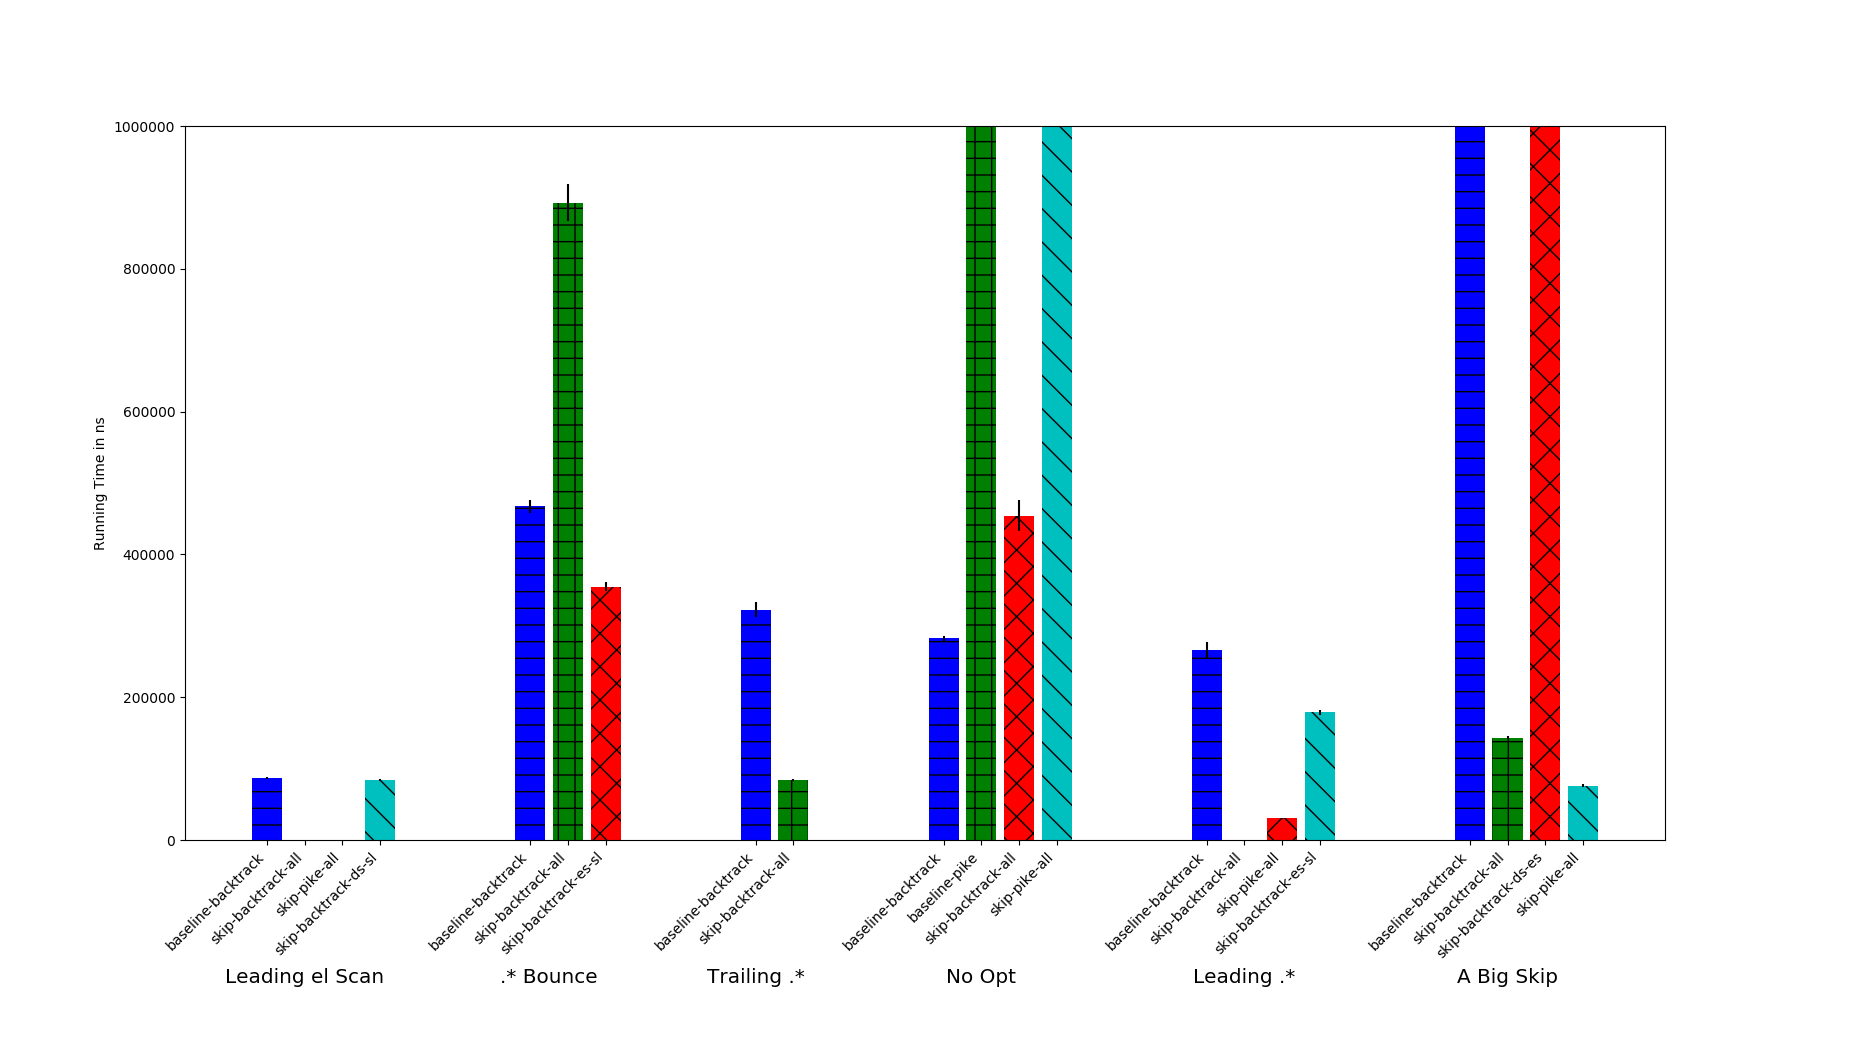 1000000
800000
600000
400000
200000
0
Running Time in ns
baseline-backtrack
skip-backtrack-all
skip-pike-all
skip-backtrack-ds-sl
baseline-backtrack
skip-backtrack-all
skip-backtrack-es-sl
baseline-backtrack
skip-backtrack-all
baseline-backtrack
baseline-pike
skip-backtrack-all
skip-pike-all
baseline-backtrack
skip-backtrack-all
skip-pike-all
skip-backtrack-es-sl
baseline-backtrack
skip-backtrack-all
skip-backtrack-ds-es
skip-pike-all
Leading el Scan
.* Bounce
Trailing .*
No Opt
Leading .*
A Big Skip